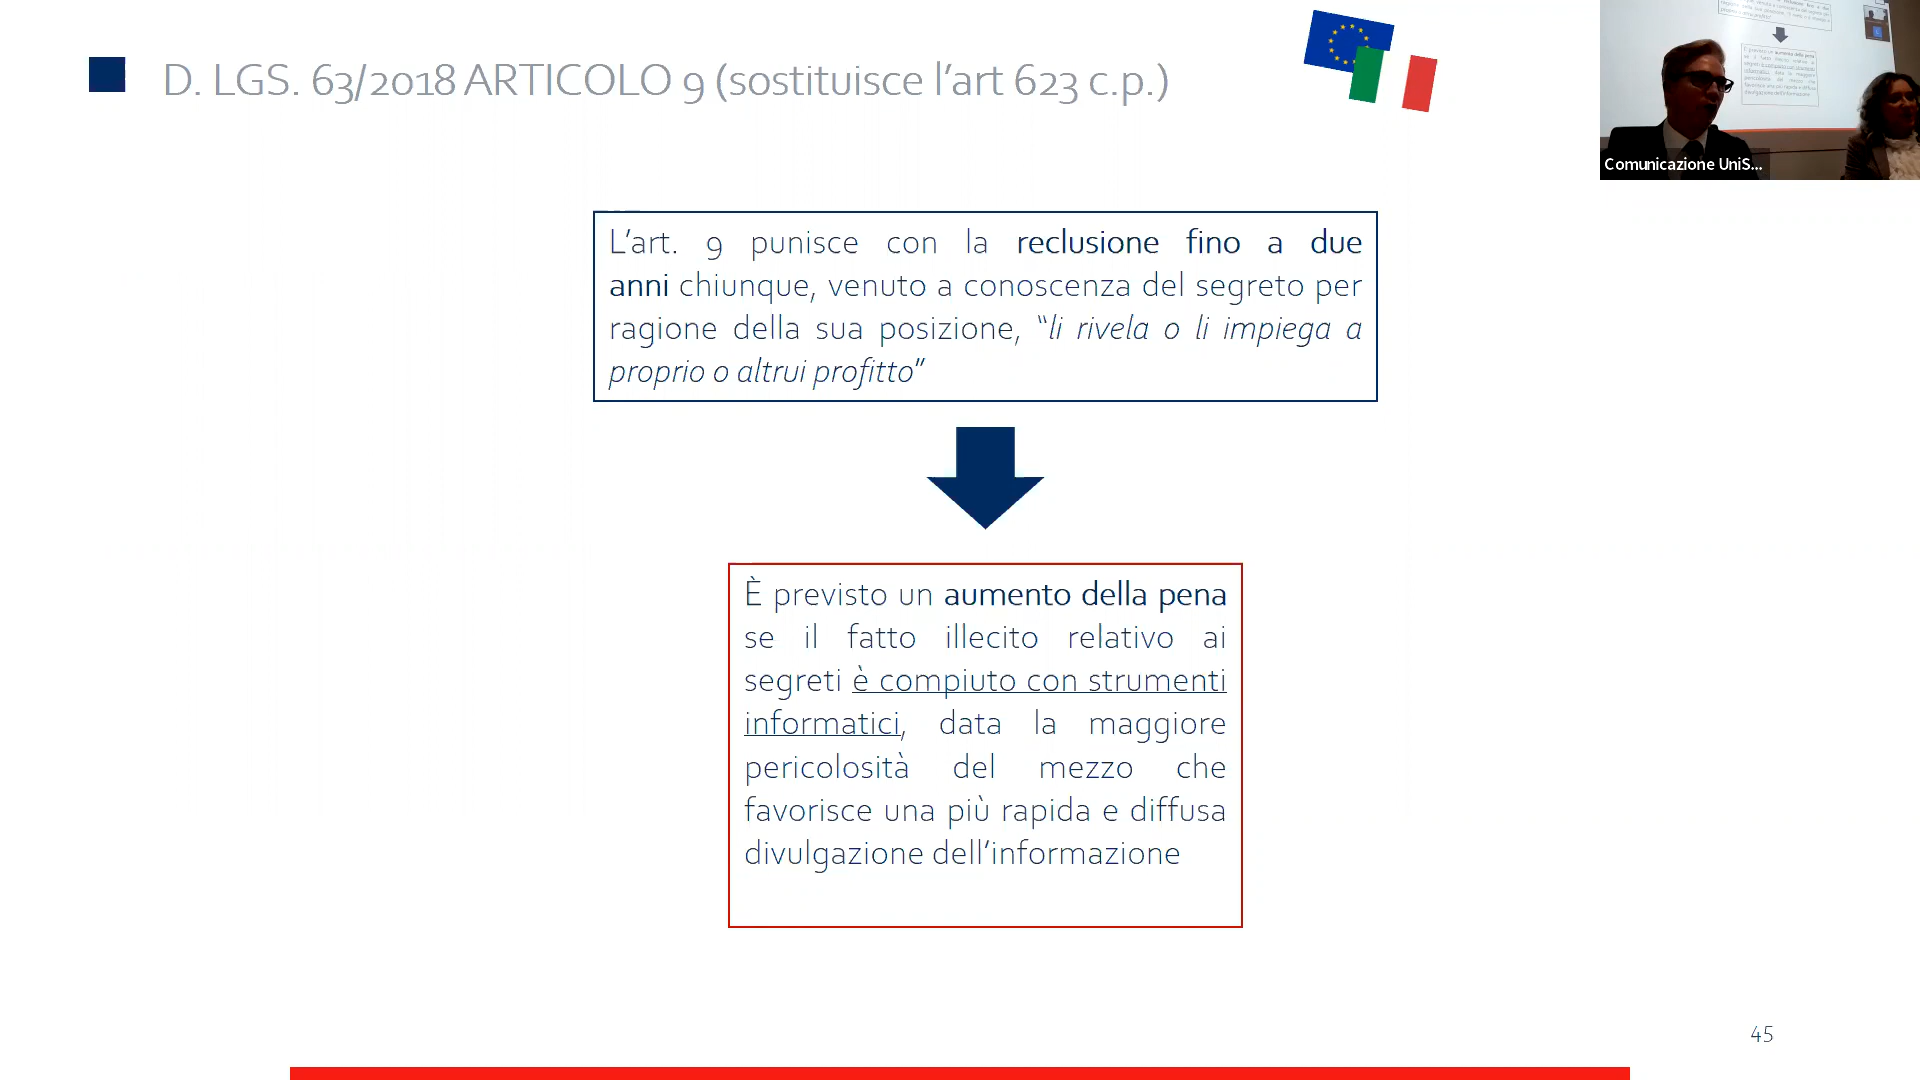 D. LGS. 63/2018 ARTICOLO 9 (sostituisce l’art 623 c.p.)
Comunicazione UniS...
L’art. 9 punisce con la reclusione fino a due
anni chiunque, venuto a conoscenza del segreto per
ragione della sua posizione, “li rivela o li impiega a
proprio o altrui profitto”
È previsto un aumento della pena
se il fatto illecito relativo ai
segreti è compiuto con strumenti
informatici, data la maggiore
pericolosità del mezzo che
favorisce una più rapida e diffusa
divulgazione dell’informazione
45